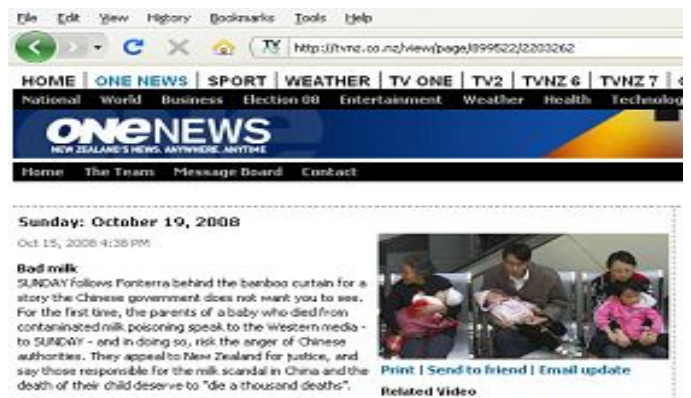 File Edit View History Bookmarks Tools Help
http://tvnz.co.nz/view/page/899522/2203262
HOME | ONE NEWS | SPORT | WEATHER | TV ONE | TV2 | TVNZ 6 | TVNZ 7 |
National World Business Election 08 Entertainment Weather Health Technolog
ONE NEWS
NEW ZEALAND'S NEWS. ANYWHERE. ANYTIME
Home The Team Message Board Contact
Sunday: October 19, 2008
Oct 15, 2008 4:38 PM
Bad milk
SUNDAY follows Fonterra behind the bamboo curtain for a
story the Chinese government does not want you to see.
For the first time, the parents of a baby who died from
contaminated milk poisoning speak to the Western media -
to SUNDAY - and in doing so, risk the anger of Chinese
authorities. They appeal to New Zealand for justice, and
say those responsible for the milk scandal in China and the
death of their child deserve to "die a thousand deaths".
Print | Send to friend | Email update
Related Video